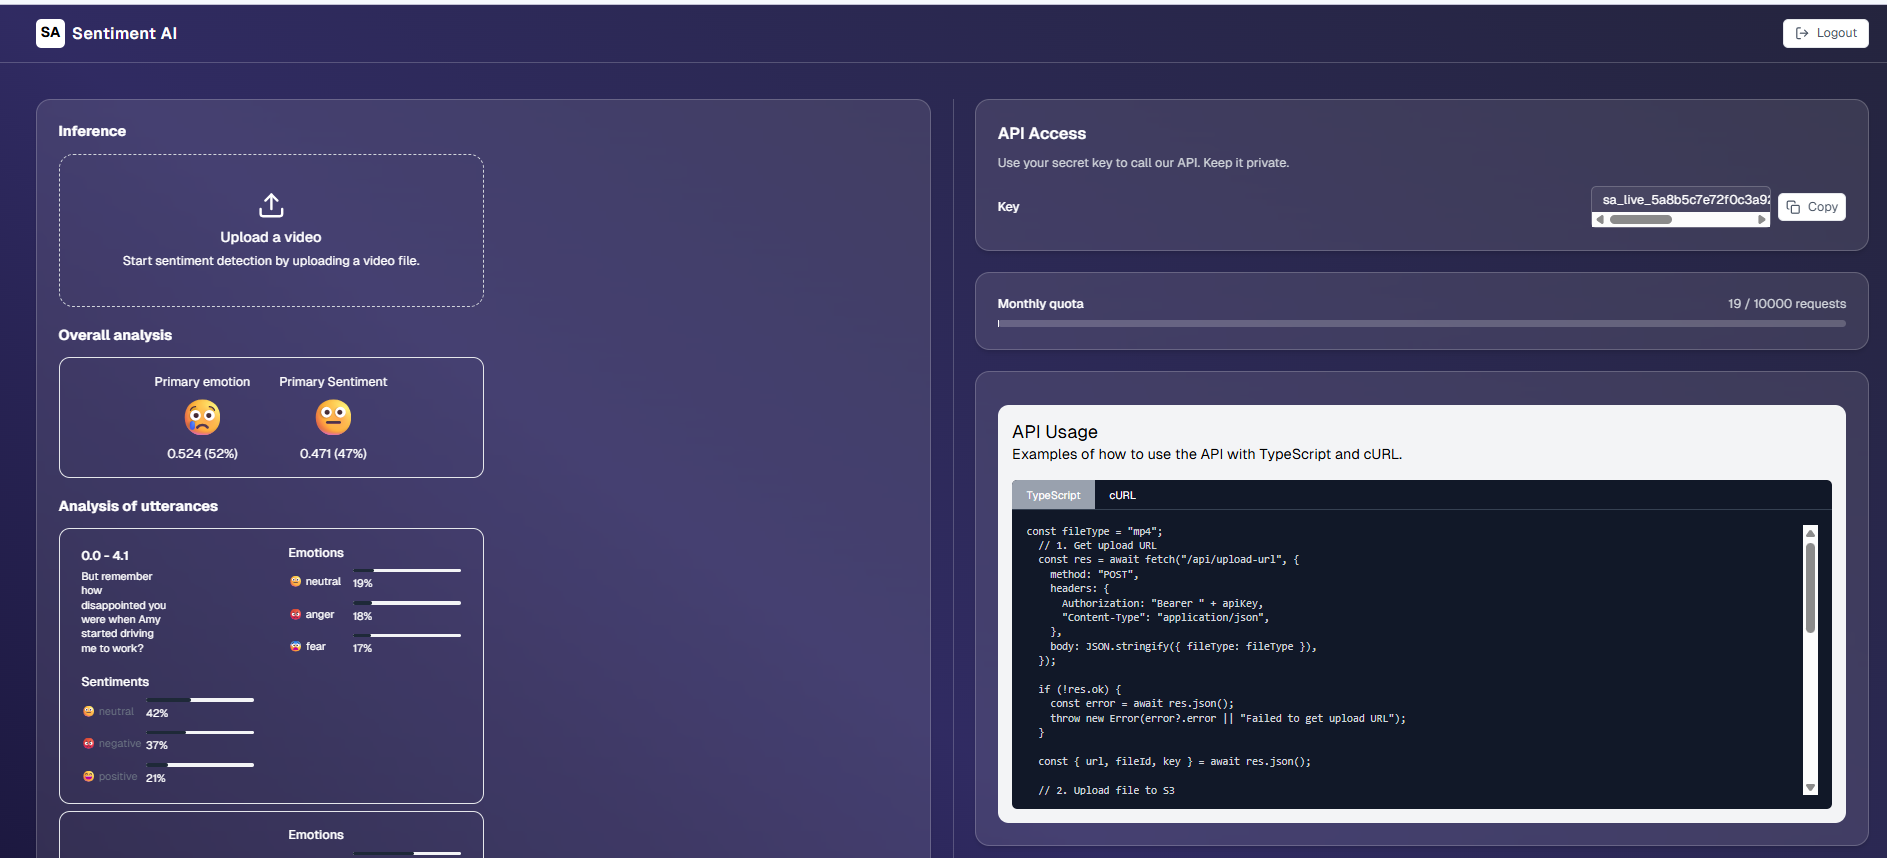 SA Sentiment AI
Logout
Inference
Upload a video
Start sentiment detection by uploading a video file.
Overall analysis
Primary emotion
0.524 (52%)
Primary Sentiment
0.471 (47%)
Analysis of utterances
0.0 - 4.1
But remember
how
disappointed you
were when Amy
started driving
me to work?
Sentiments
neutral 42%
negative 37%
positive 21%
Emotions
neutral 19%
anger 18%
fear 17%
Emotions
API Access
Use your secret key to call our API. Keep it private.
Key
sa_live_5a8b5c7e72f0c3a92
Copy
Monthly quota
19 / 10000 requests
API Usage
Examples of how to use the API with TypeScript and cURL.
TypeScript cURL
const fileType = "mp4";
// 1. Get upload URL
const res = await fetch("/api/upload-url", {
method: "POST",
headers: {
Authorization: "Bearer " + apiKey,
"Content-Type": "application/json",
},
body: JSON.stringify({ fileType: fileType }),
});
if (!res.ok) {
const error = await res.json();
throw new Error(error?.error || "Failed to get upload URL");
}
const { url, fileId, key } = await res.json();
// 2. Upload file to S3